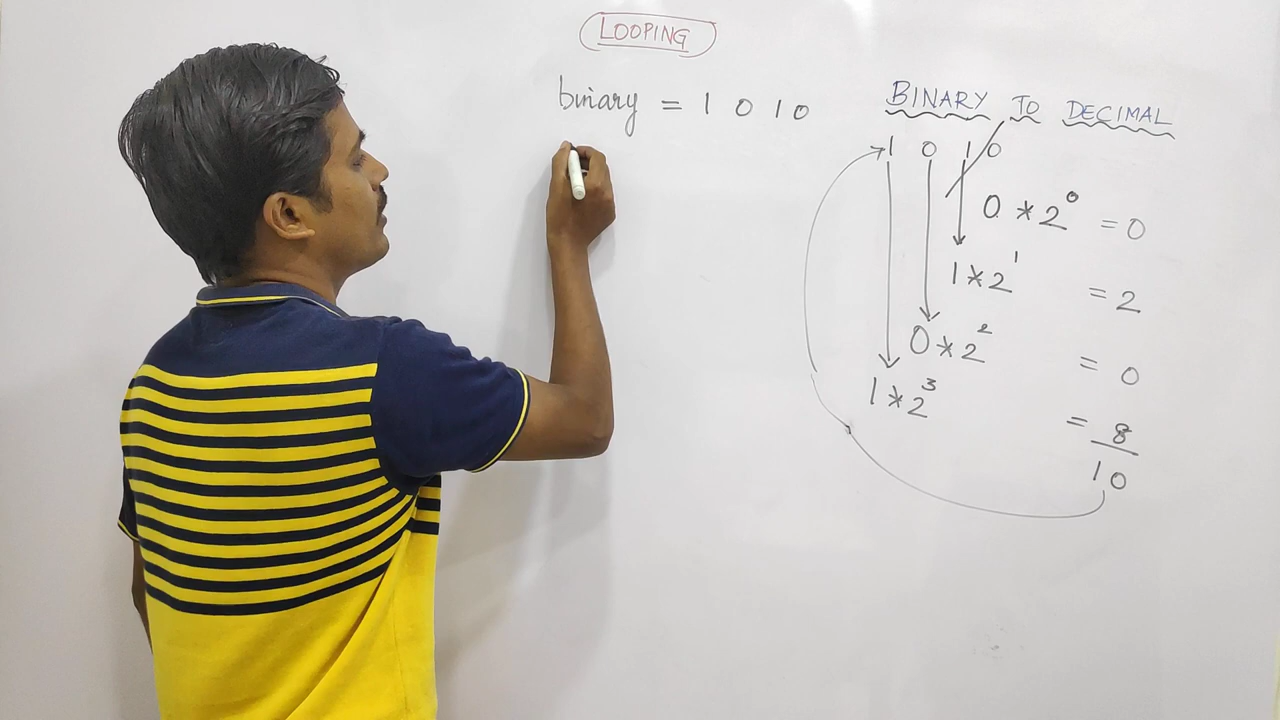 LOOPING
binary = 1 0 1 0
BINARY TO DECIMAL
1 0 1 0
0 * 2⁰ = 0
1 * 2¹ = 2
0 * 2² = 0
1 * 2³ = 8
10